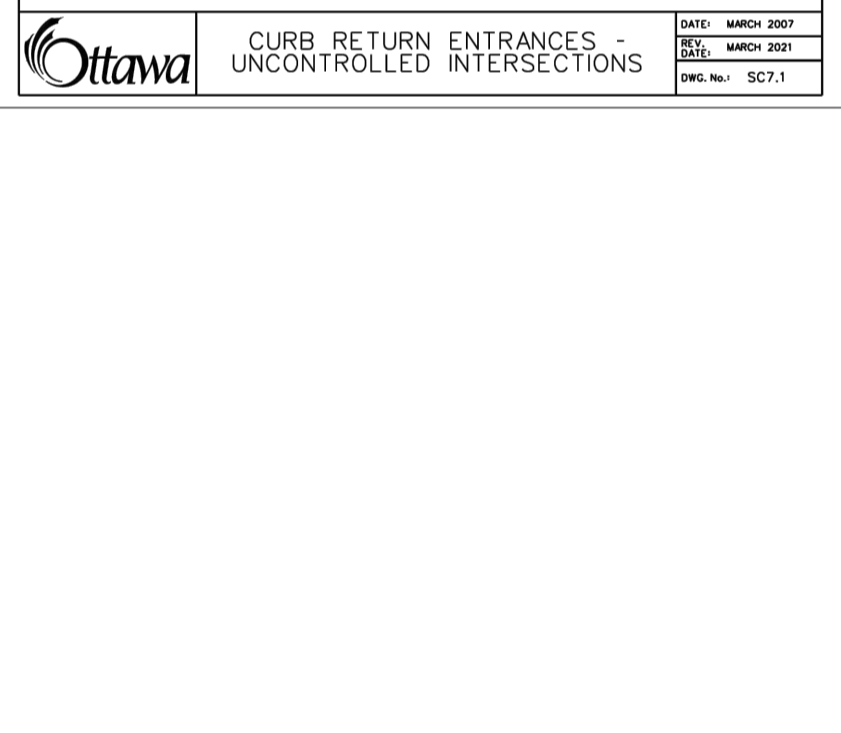 Ottawa
CURB RETURN ENTRANCES -
UNCONTROLLED INTERSECTIONS
DATE: MARCH 2007
REV. DATE: MARCH 2021
DWG. No.: SC7.1